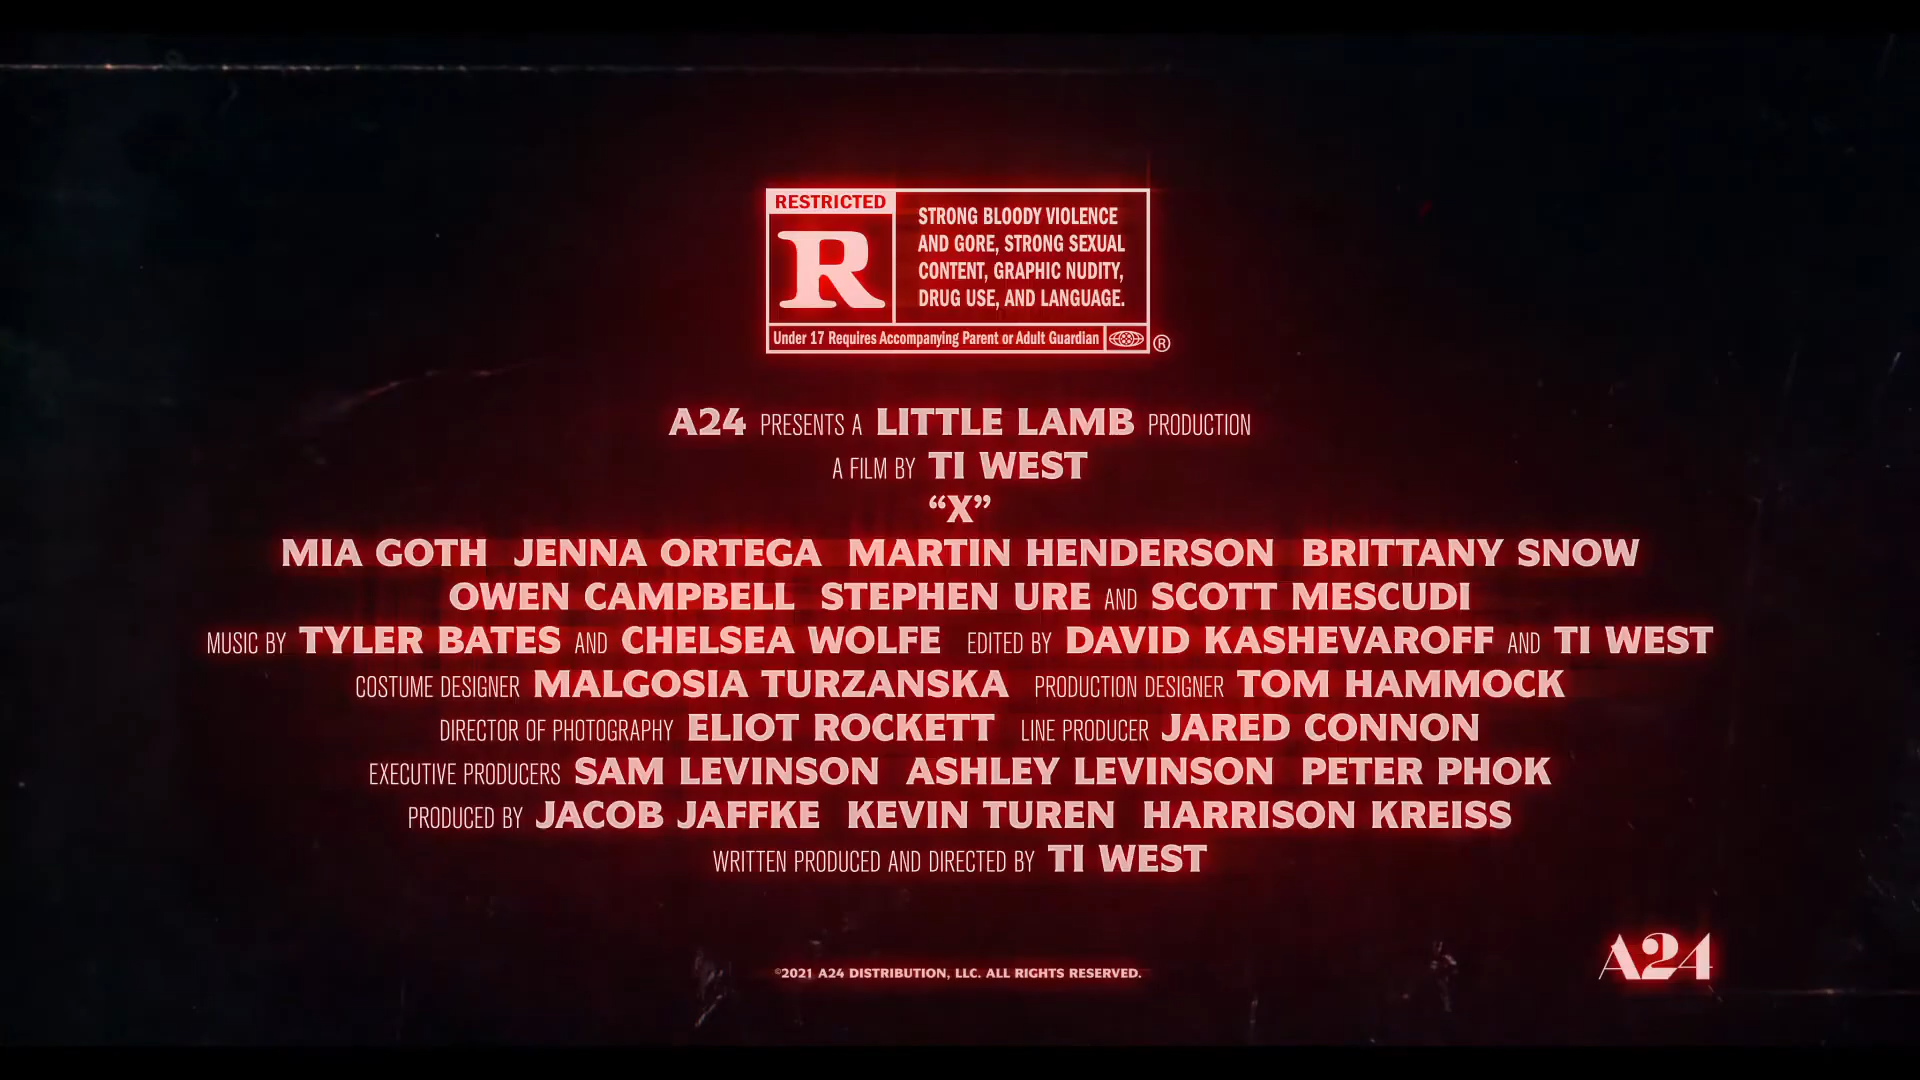 RESTRICTED
R
STRONG BLOODY VIOLENCE
AND GORE, STRONG SEXUAL
CONTENT, GRAPHIC NUDITY,
DRUG USE, AND LANGUAGE.
Under 17 Requires Accompanying Parent or Adult Guardian
®
A24 PRESENTS A LITTLE LAMB PRODUCTION
A FILM BY TI WEST
“X”
MIA GOTH JENNA ORTEGA MARTIN HENDERSON BRITTANY SNOW
OWEN CAMPBELL STEPHEN URE AND SCOTT MESCUDI
MUSIC BY TYLER BATES AND CHELSEA WOLFE EDITED BY DAVID KASHEVAROFF AND TI WEST
COSTUME DESIGNER MALGOSIA TURZANSKA PRODUCTION DESIGNER TOM HAMMOCK
DIRECTOR OF PHOTOGRAPHY ELIOT ROCKETT LINE PRODUCER JARED CONNON
EXECUTIVE PRODUCERS SAM LEVINSON ASHLEY LEVINSON PETER PHOK
PRODUCED BY JACOB JAFFKE KEVIN TUREN HARRISON KREISS
WRITTEN PRODUCED AND DIRECTED BY TI WEST
©2021 A24 DISTRIBUTION, LLC. ALL RIGHTS RESERVED.
A24